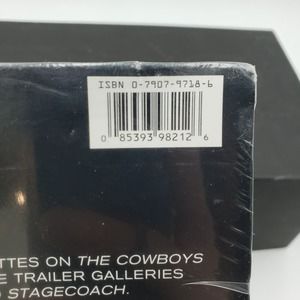 ISBN 0-7907-9718-6
0 85393 98212 6
TTES ON THE COWBOYS
E TRAILER GALLERIES
STAGECOACH.